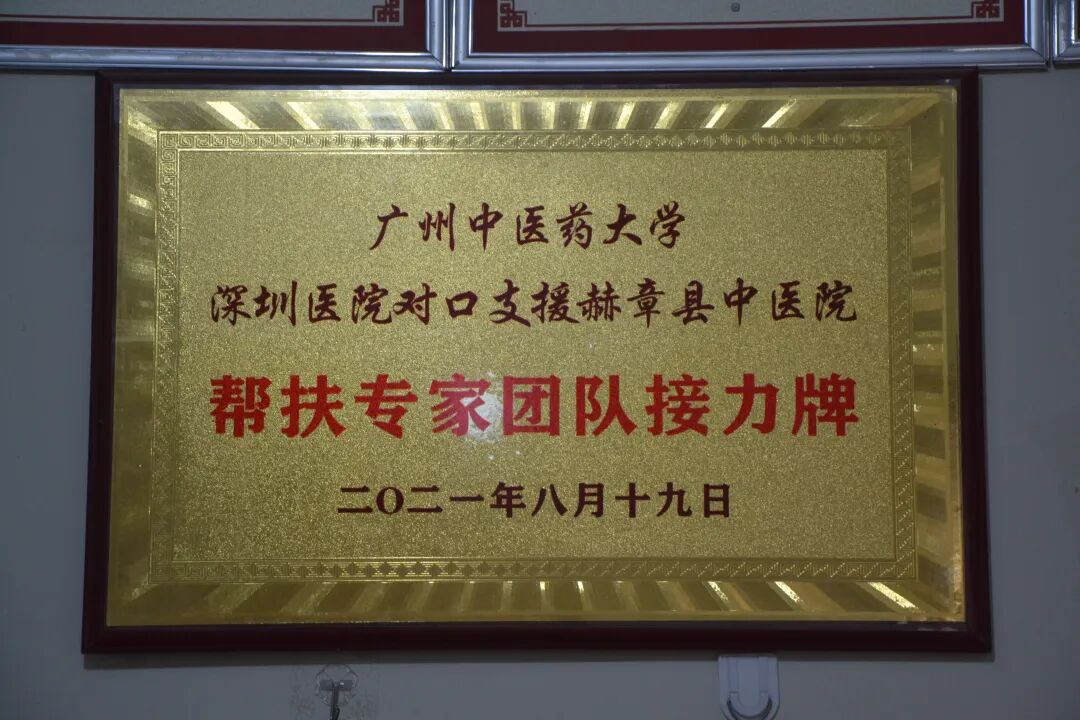 广州中医药大学
深圳医院对口支援赫章县中医院
帮扶专家团队接力牌
二〇二一年八月十九日